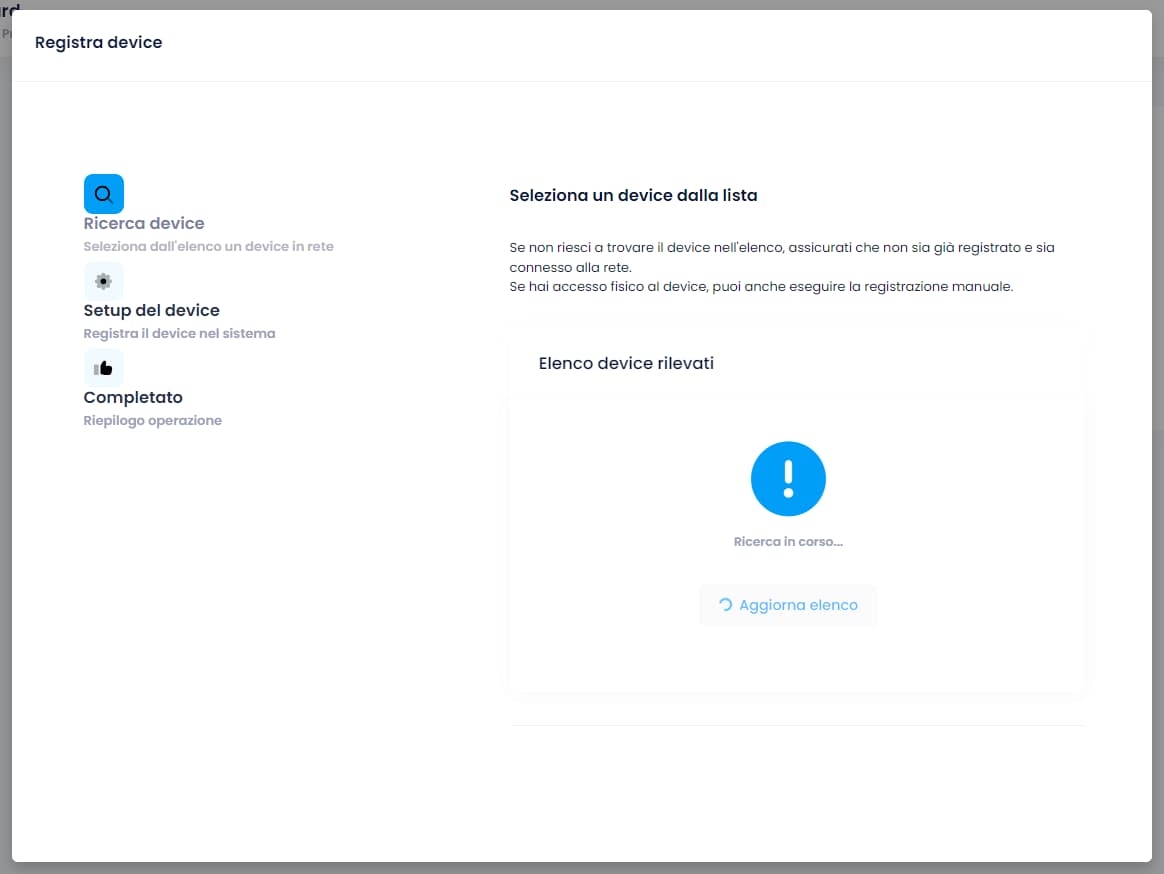 Registra device
Ricerca device
Seleziona dall'elenco un device in rete
Setup del device
Registra il device nel sistema
Completato
Riepilogo operazione
Seleziona un device dalla lista
Se non riesci a trovare il device nell'elenco, assicurati che non sia già registrato e sia
connesso alla rete.
Se hai accesso fisico al device, puoi anche eseguire la registrazione manuale.
Elenco device rilevati
Ricerca in corso...
Aggiorna elenco